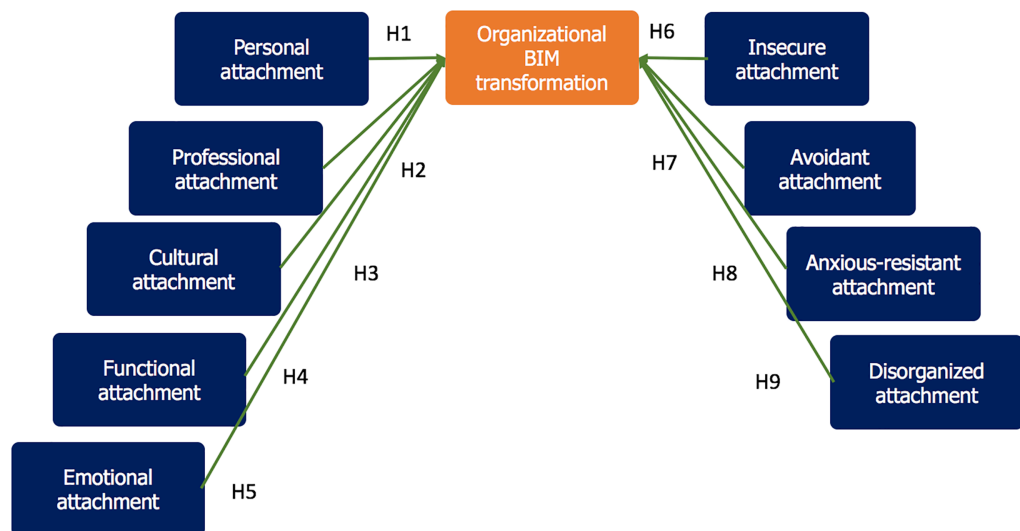 Personal
attachment
H1
Organizational
BIM
transformation
H6
Insecure
attachment
Professional
attachment
H2
H7
Avoidant
attachment
Cultural
attachment
H3
H8
Anxious-resistant
attachment
Functional
attachment
H4
H9
Disorganized
attachment
Emotional
attachment
H5